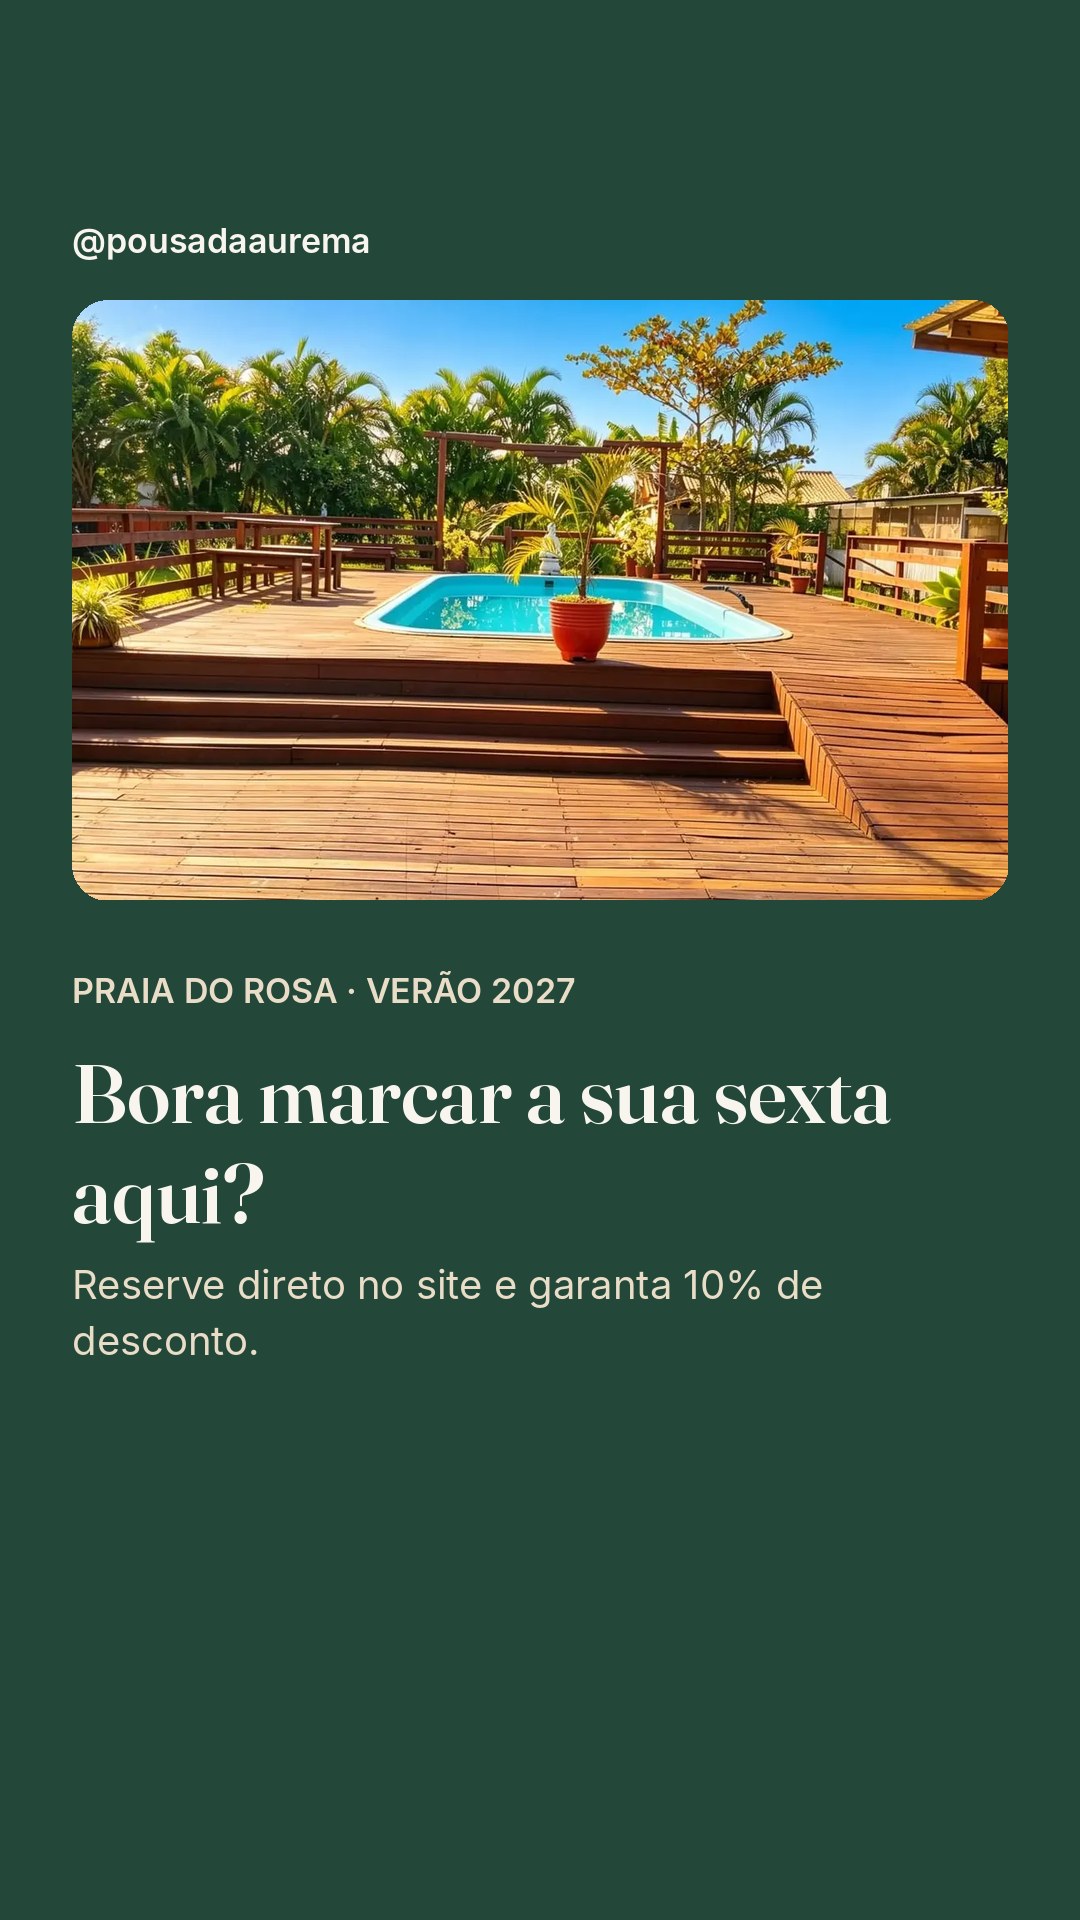 @pousadaaurema
PRAIA DO ROSA · VERÃO 2027
Bora marcar a sua sexta
aqui?
Reserve direto no site e garanta 10% de
desconto.